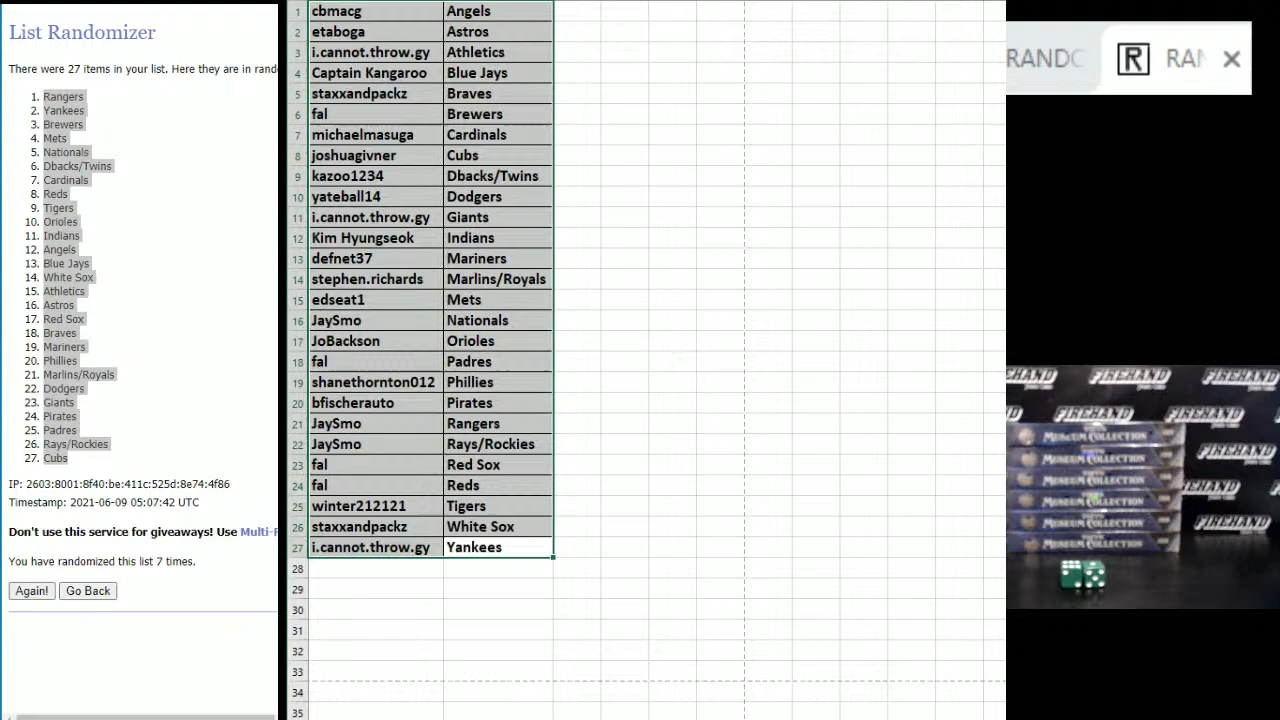 List Randomizer
There were 27 items in your list. Here they are in rand
1. Rangers
2. Yankees
3. Brewers
4. Mets
5. Nationals
6. Dbacks/Twins
7. Cardinals
8. Reds
9. Tigers
10. Orioles
11. Indians
12. Angels
13. Blue Jays
14. White Sox
15. Athletics
16. Astros
17. Red Sox
18. Braves
19. Mariners
20. Phillies
21. Marlins/Royals
22. Dodgers
23. Giants
24. Pirates
25. Padres
26. Rays/Rockies
27. Cubs
IP: 2603:8001:8f40:be:411c:525d:8e74:4f86
Timestamp: 2021-06-09 05:07:42 UTC
Don't use this service for giveaways! Use Multi-
You have randomized this list 7 times.
Again! Go Back
1 cbmacg Angels
2 etaboga Astros
3 i.cannot.throw.gy Athletics
4 Captain Kangaroo Blue Jays
5 staxxandpackz Braves
6 fal Brewers
7 michaelmasuga Cardinals
8 joshuagivner Cubs
9 kazoo1234 Dbacks/Twins
10 yateball14 Dodgers
11 i.cannot.throw.gy Giants
12 Kim Hyungseok Indians
13 defnet37 Mariners
14 stephen.richards Marlins/Royals
15 edseat1 Mets
16 JaySmo Nationals
17 JoBackson Orioles
18 fal Padres
19 shanethornton012 Phillies
20 bfischerauto Pirates
21 JaySmo Rangers
22 JaySmo Rays/Rockies
23 fal Red Sox
24 fal Reds
25 winter212121 Tigers
26 staxxandpackz White Sox
27 i.cannot.throw.gy Yankees
28
29
30
31
32
33
34
35
RANDO R RAN
FIREHAND
FIREHAND
FIREHAND
FIREHAND
FIREHAND
FIREHAND
MUSEUM COLLECTION
MUSEUM COLLECTION
MUSEUM COLLECTION
MUSEUM COLLECTION
MUSEUM COLLECTION
MUSEUM COLLECTION